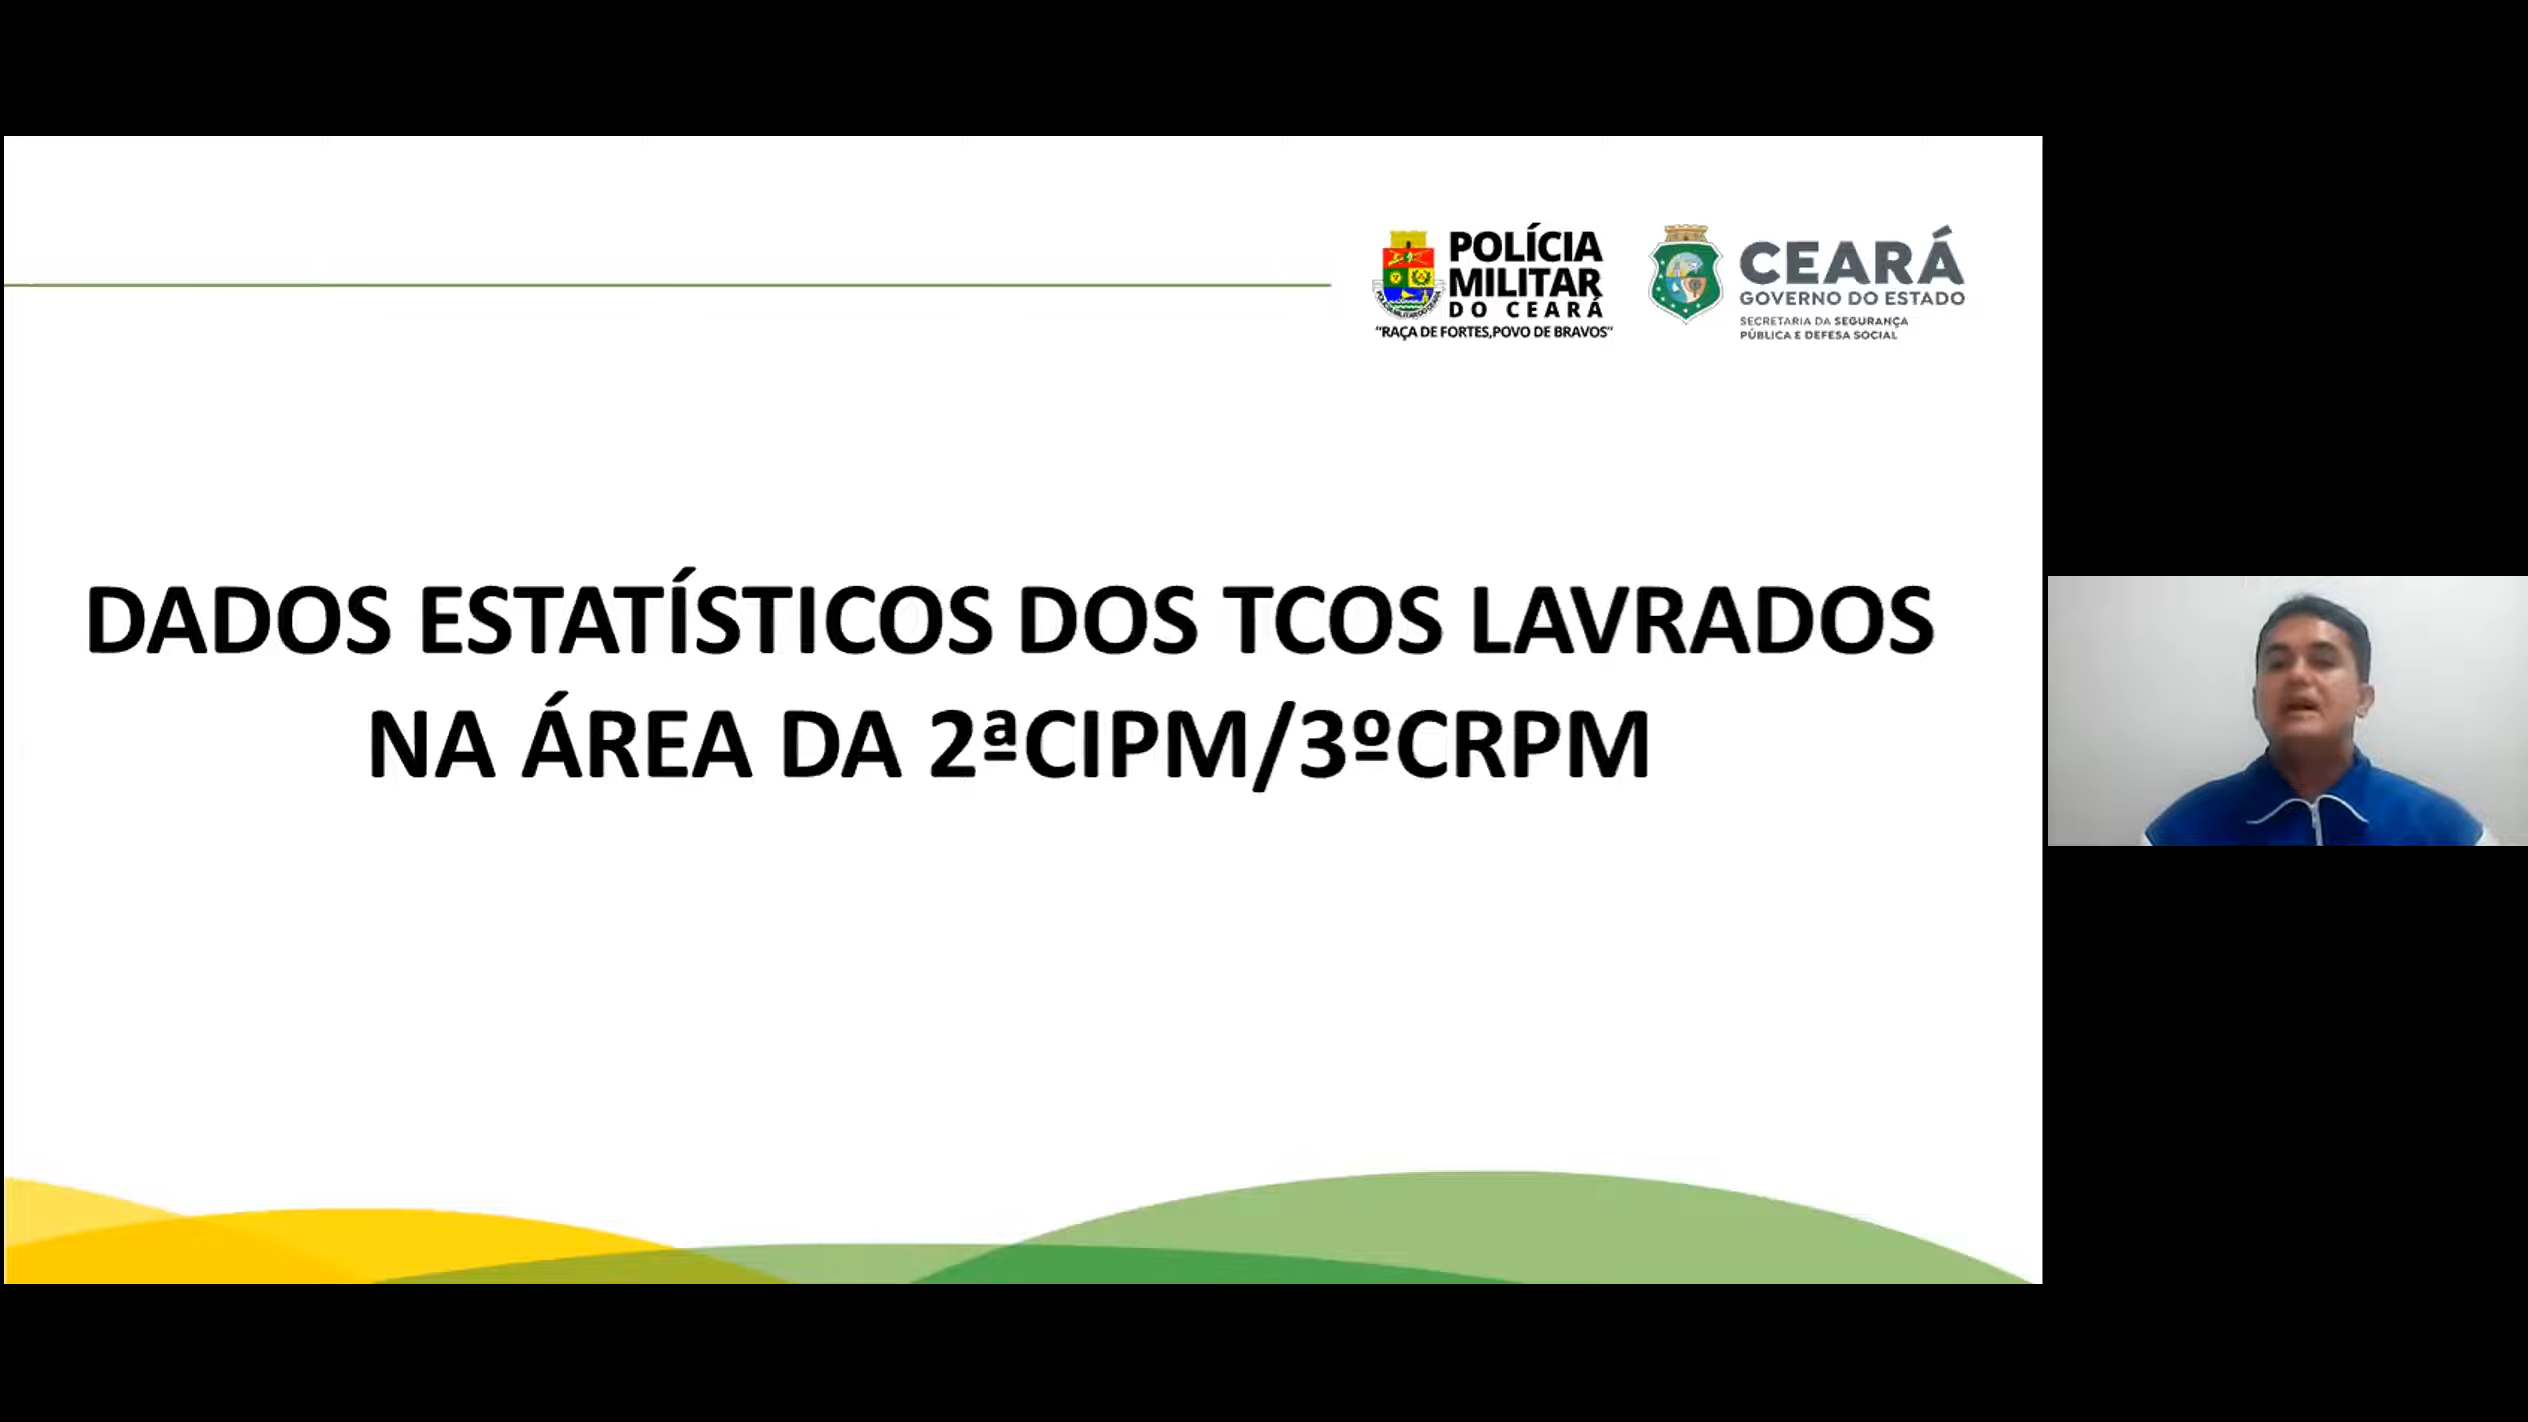 POLÍCIA
MILITAR
DO CEARÁ
“RAÇA DE FORTES,POVO DE BRAVOS”
CEARÁ
GOVERNO DO ESTADO
SECRETARIA DA SEGURANÇA
PÚBLICA E DEFESA SOCIAL
DADOS ESTATÍSTICOS DOS TCOS LAVRADOS
NA ÁREA DA 2ªCIPM/3ºCRPM